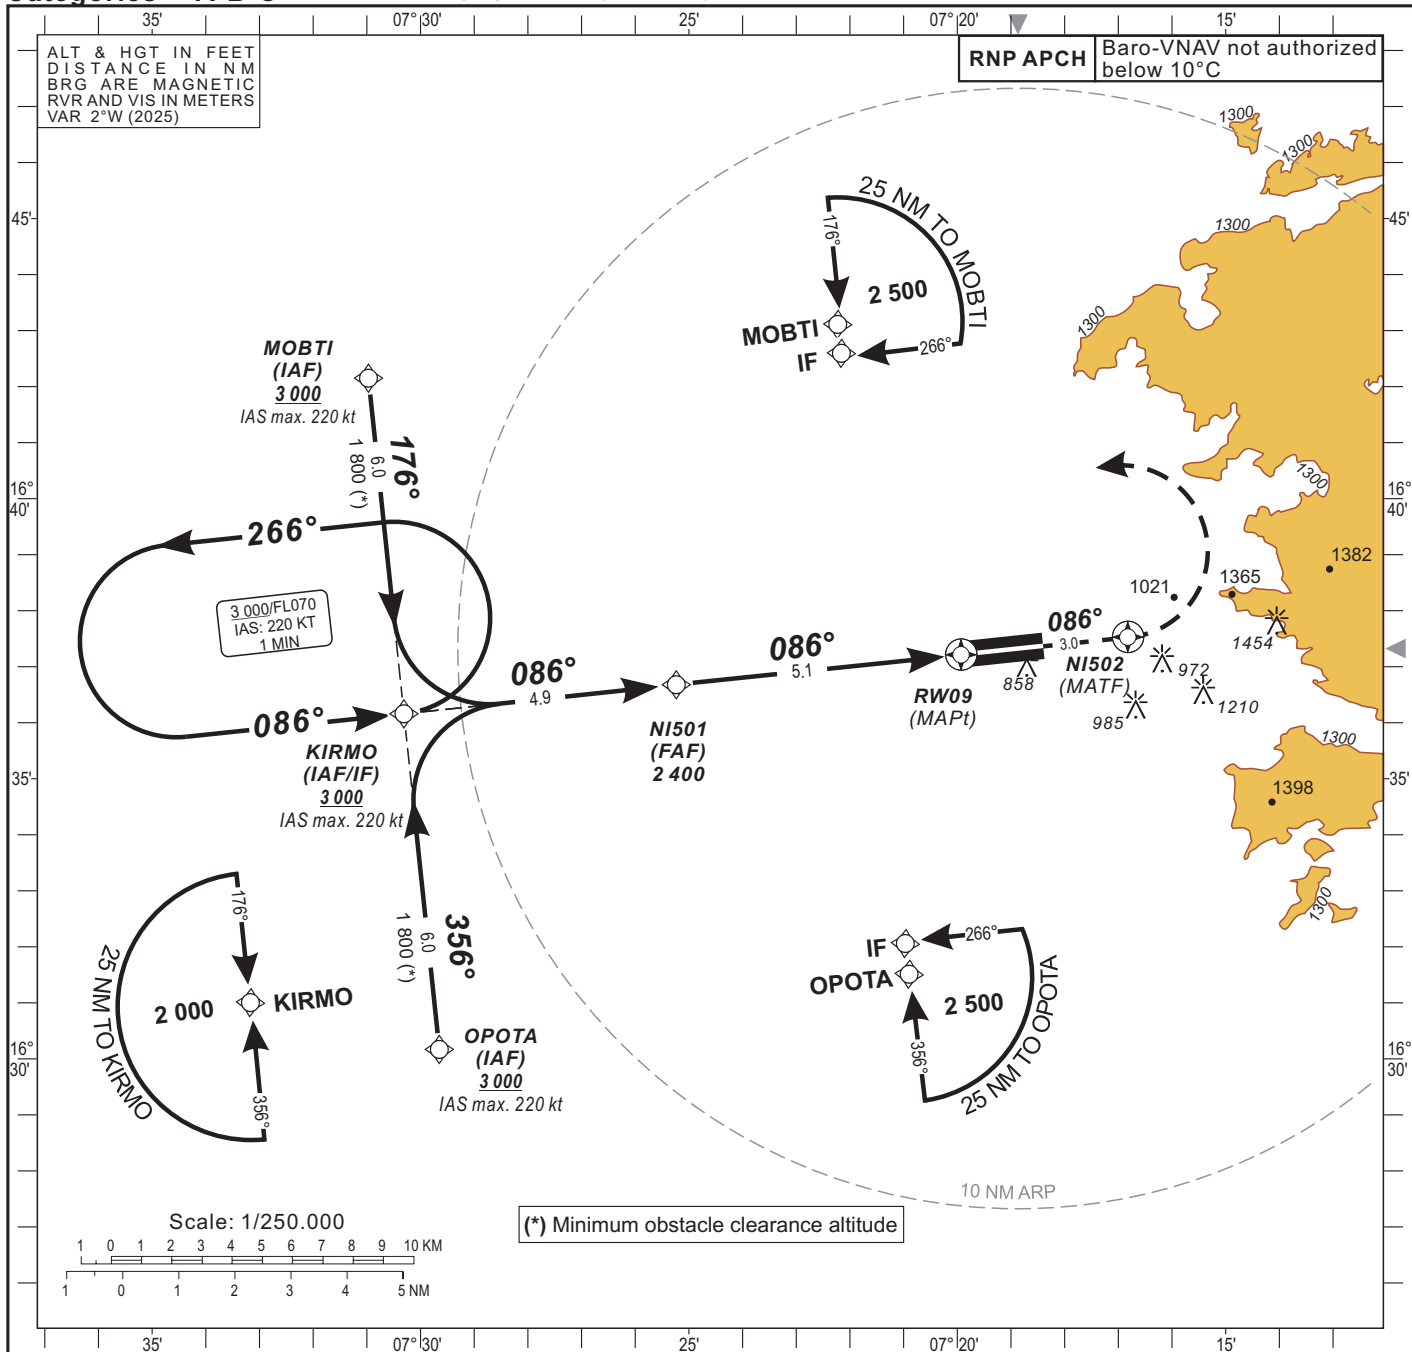 35'
07°30'
25'
07°20'
15'
ALT & HGT IN FEET
DISTANCE IN NM
BRG ARE MAGNETIC
RVR AND VIS IN METERS
VAR 2°W (2025)
RNP APCH
Baro-VNAV not authorized
below 10°C
1300
1300
45'
45'
1300
1300
25 NM TO MOBTI
176°
2 500
MOBTI
IF
266°
MOBTI
(IAF)
3 000
IAS max. 220 kt
176°
6.0
1 800 (*)
16°
40'
16°
40'
1300
266°
3 000/FL070
IAS: 220 KT
1 MIN
086°
KIRMO
(IAF/IF)
3 000
IAS max. 220 kt
086°
4.9
NI501
(FAF)
2 400
086°
5.1
RW09
(MAPt)
858
086°
3.0
NI502
(MATF)
1021
1365
1382
1454
972
1210
985
1300
35'
35'
1398
1300
356°
6.0
1 800 (*)
OPOTA
(IAF)
3 000
IAS max. 220 kt
25 NM TO KIRMO
176°
2 000
KIRMO
356°
IF
266°
OPOTA
2 500
356°
25 NM TO OPOTA
16°
30'
16°
30'
10 NM ARP
(*) Minimum obstacle clearance altitude
Scale: 1/250.000
1 0 1 2 3 4 5 6 7 8 9 10 KM
1 0 1 2 3 4 5 NM
35'
07°30'
25'
07°20'
15'